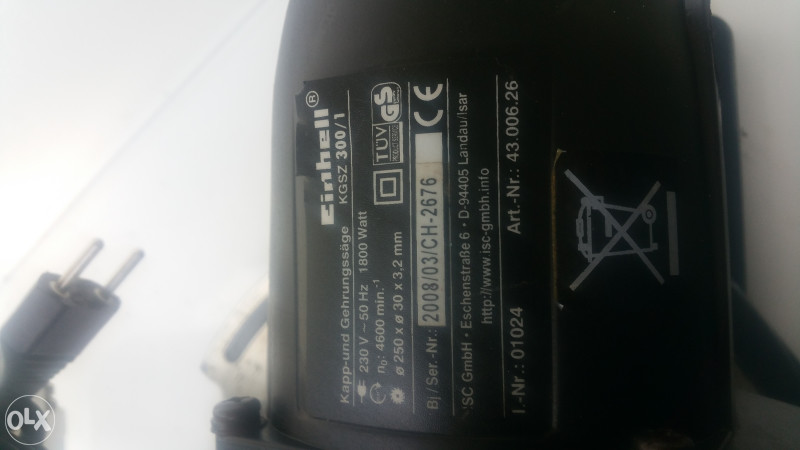 Einhell®
KGSZ 300/1
Kapp-und Gehrungssäge
230 V ~ 50 Hz 1800 Watt
n₀: 4600 min.⁻¹
ø 250 x ø 30 x 3,2 mm
TÜV
PRODUCT SERVICE
GS
Bj/Ser.-Nr.: 2008/03/CH-2676
CE
ISC GmbH • Eschenstraße 6 • D-94405 Landau/Isar
http://www.isc-gmbh.info
I.-Nr.: 01024 Art.-Nr.: 43.006.26
OLX